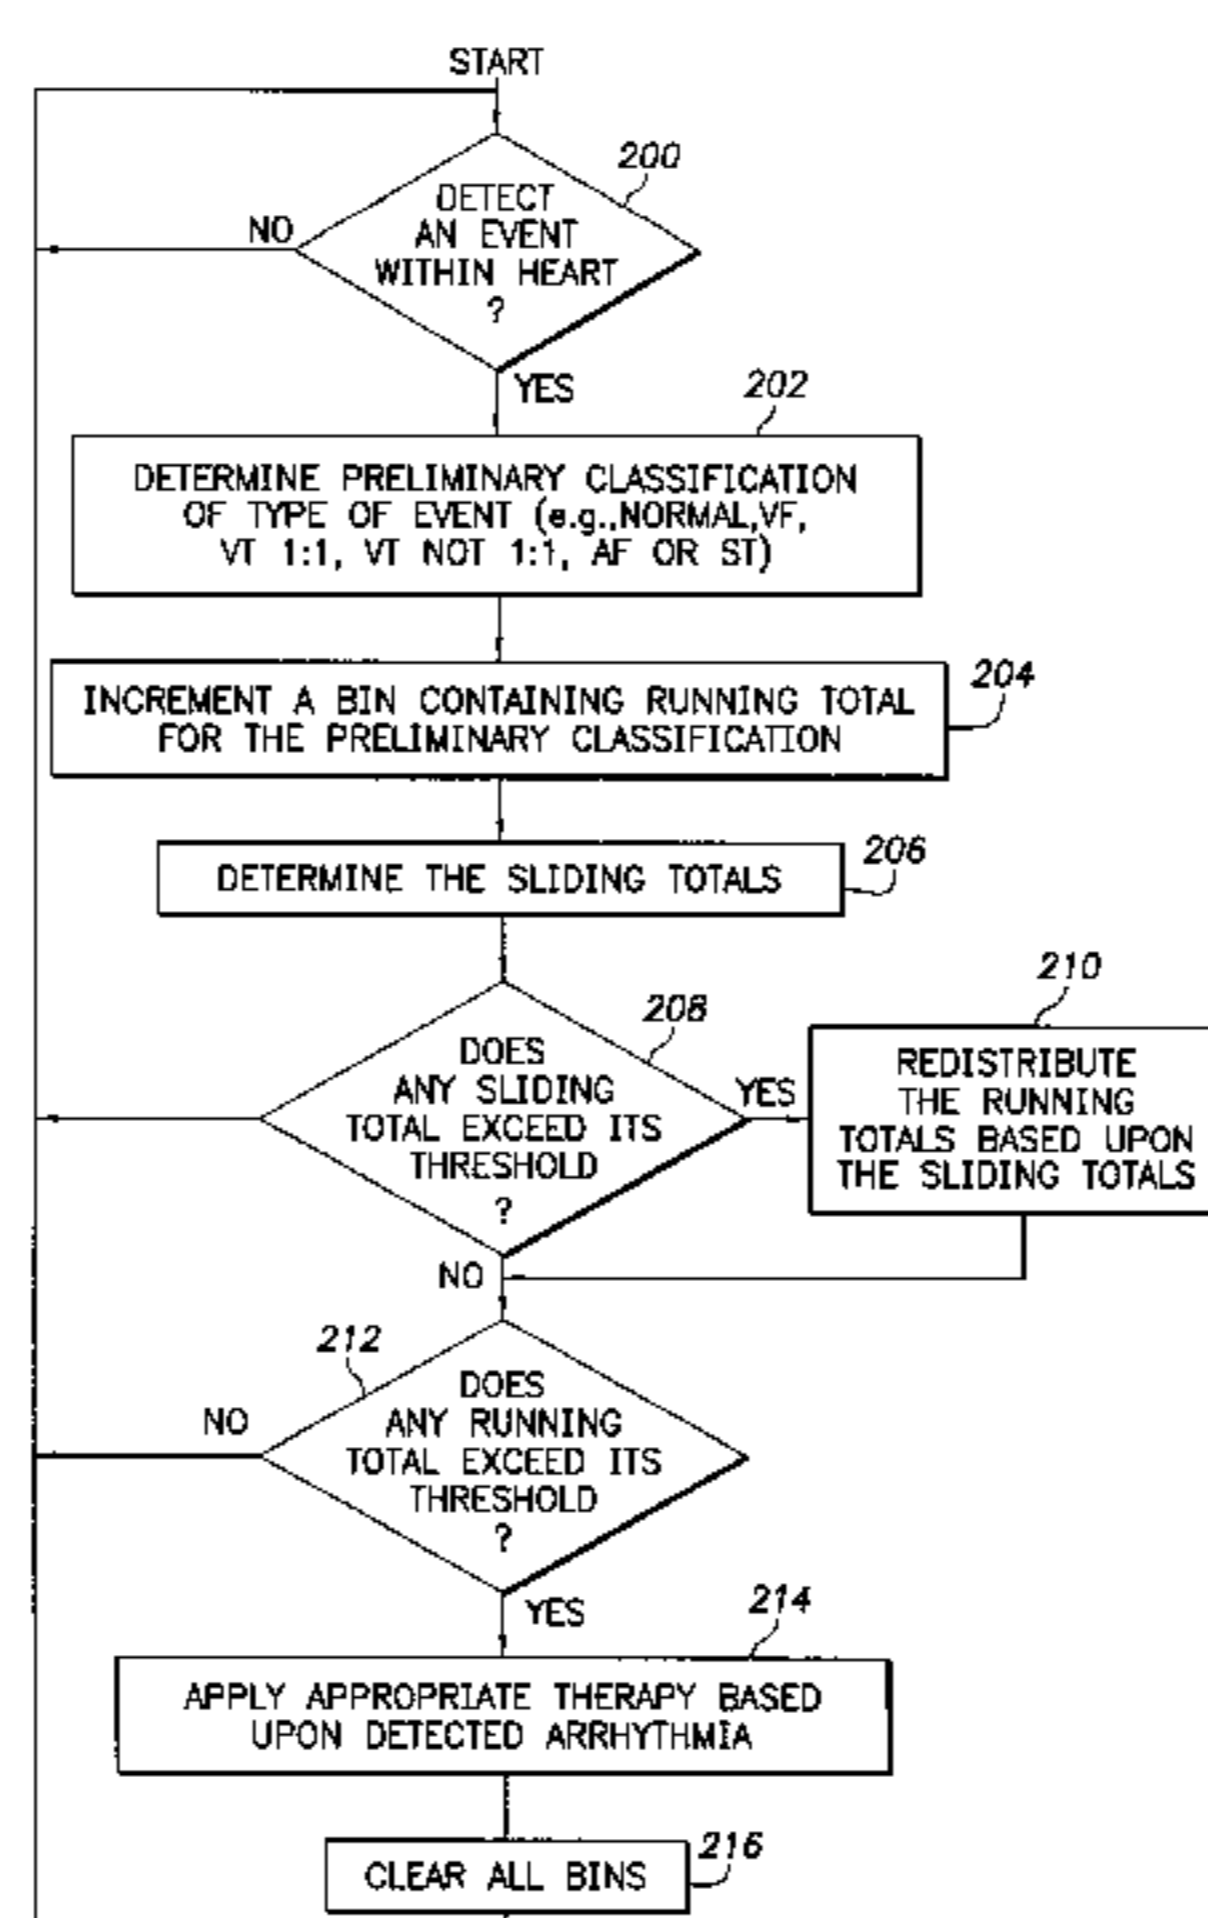 START
200
DETECT
AN EVENT
WITHIN HEART
?
NO
YES
202
DETERMINE PRELIMINARY CLASSIFICATION
OF TYPE OF EVENT (e.g.,NORMAL,VF,
VT 1:1, VT NOT 1:1, AF OR ST)
204
INCREMENT A BIN CONTAINING RUNNING TOTAL
FOR THE PRELIMINARY CLASSIFICATION
206
DETERMINE THE SLIDING TOTALS
208
DOES
ANY SLIDING
TOTAL EXCEED ITS
THRESHOLD
?
YES
210
REDISTRIBUTE
THE RUNNING
TOTALS BASED UPON
THE SLIDING TOTALS
NO
212
DOES
ANY RUNNING
TOTAL EXCEED ITS
THRESHOLD
?
NO
YES
214
APPLY APPROPRIATE THERAPY BASED
UPON DETECTED ARRHYTHMIA
216
CLEAR ALL BINS